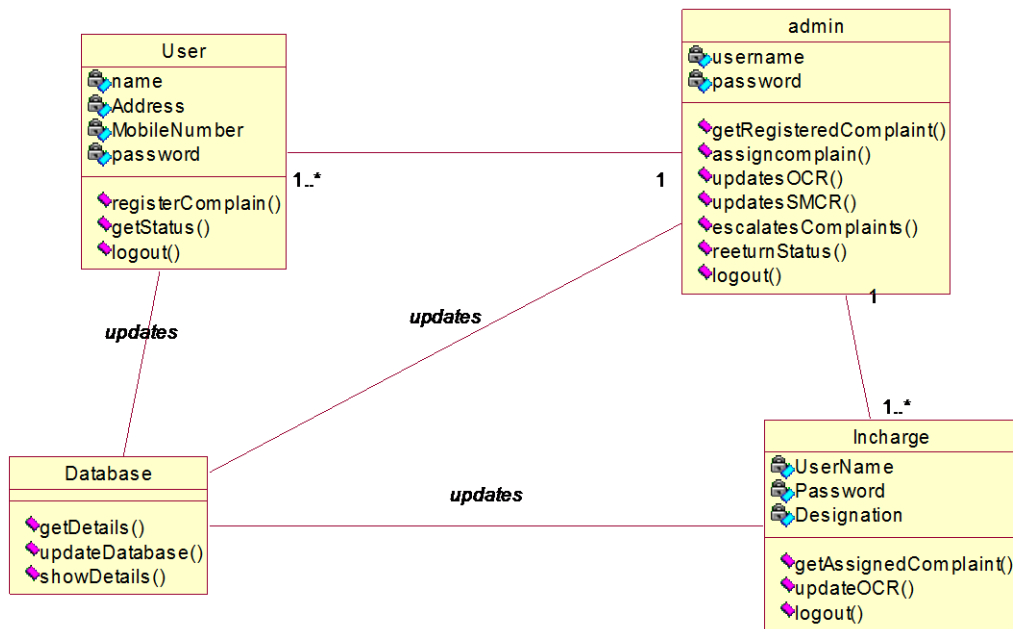 User
name
Address
MobileNumber
password
registerComplain()
getStatus()
logout()
admin
username
password
getRegisteredComplaint()
assigncomplain()
updatesOCR()
updatesSMCR()
escalatesComplaints()
reeturnStatus()
logout()
1..*
1
updates
updates
1
1..*
Database
getDetails()
updateDatabase()
showDetails()
updates
Incharge
UserName
Password
Designation
getAssignedComplaint()
updateOCR()
logout()